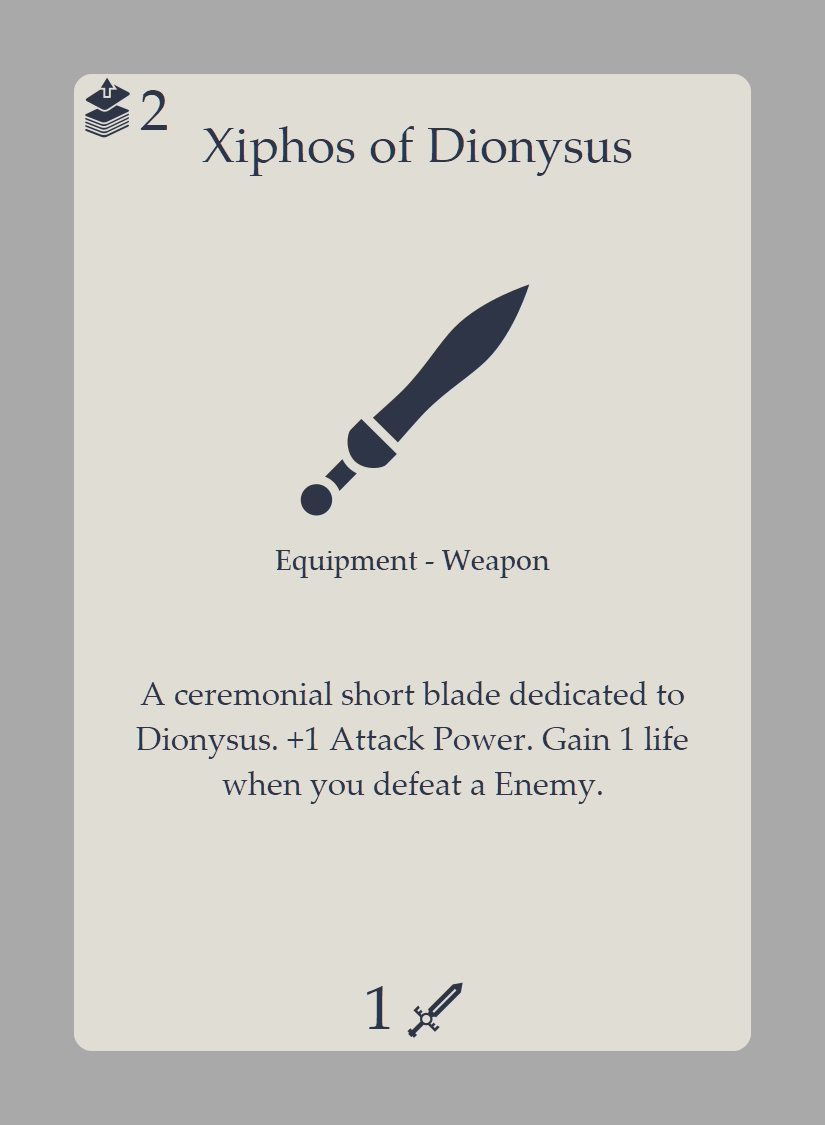 2
Xiphos of Dionysus
Equipment - Weapon
A ceremonial short blade dedicated to
Dionysus. +1 Attack Power. Gain 1 life
when you defeat a Enemy.
1